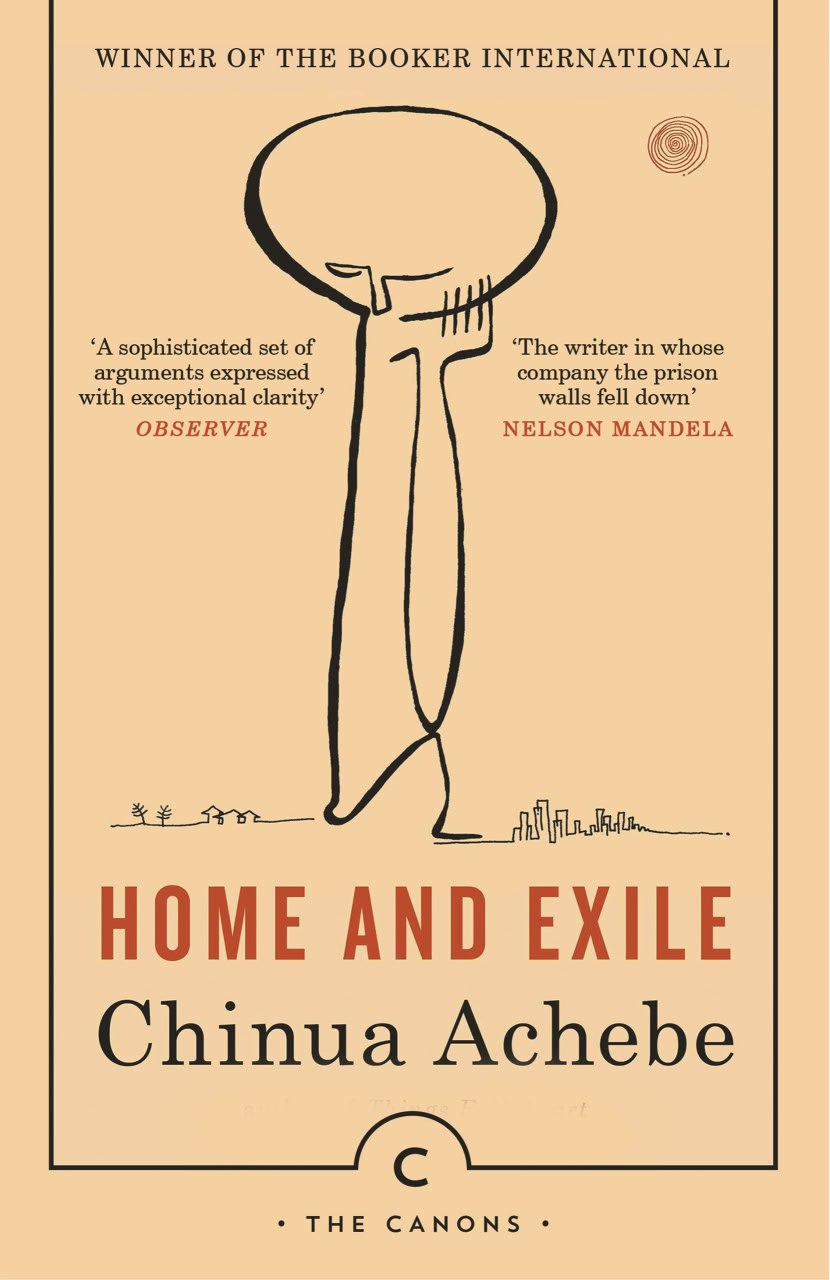 WINNER OF THE BOOKER INTERNATIONAL
‘A sophisticated set of
arguments expressed
with exceptional clarity’
OBSERVER
‘The writer in whose
company the prison
walls fell down’
NELSON MANDELA
HOME AND EXILE
Chinua Achebe
Things
C
• THE CANONS •